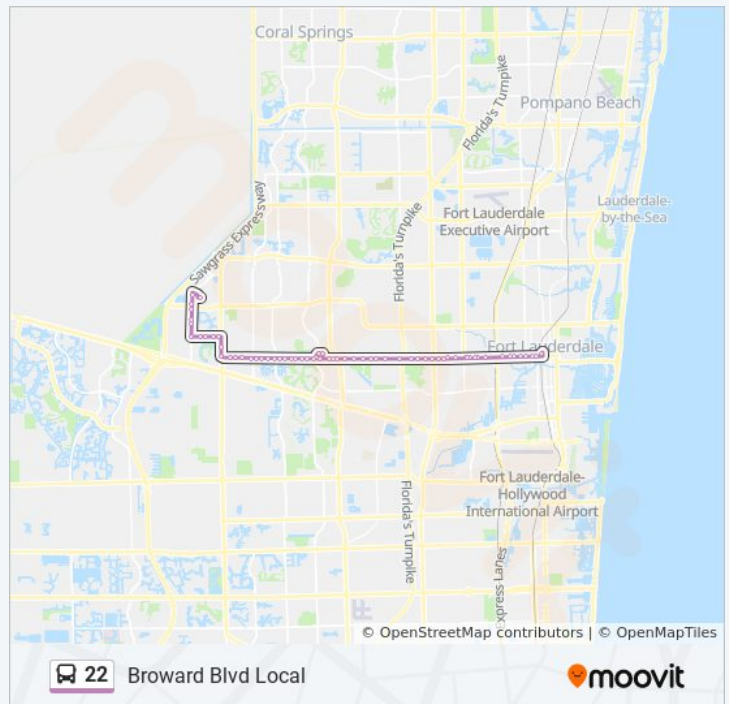 Coral Springs
Florida's Turnpike
Pompano Beach
Sawgrass Expressway
Lauderdale-
by-the-Sea
Florida's Turnpike
Fort Lauderdale
Executive Airport
Fort Lauderdale
Fort Lauderdale-
Hollywood
International Airport
Florida's Turnpike
Express Lanes
© OpenStreetMap contributors | © OpenMapTiles
22 Broward Blvd Local
moovit